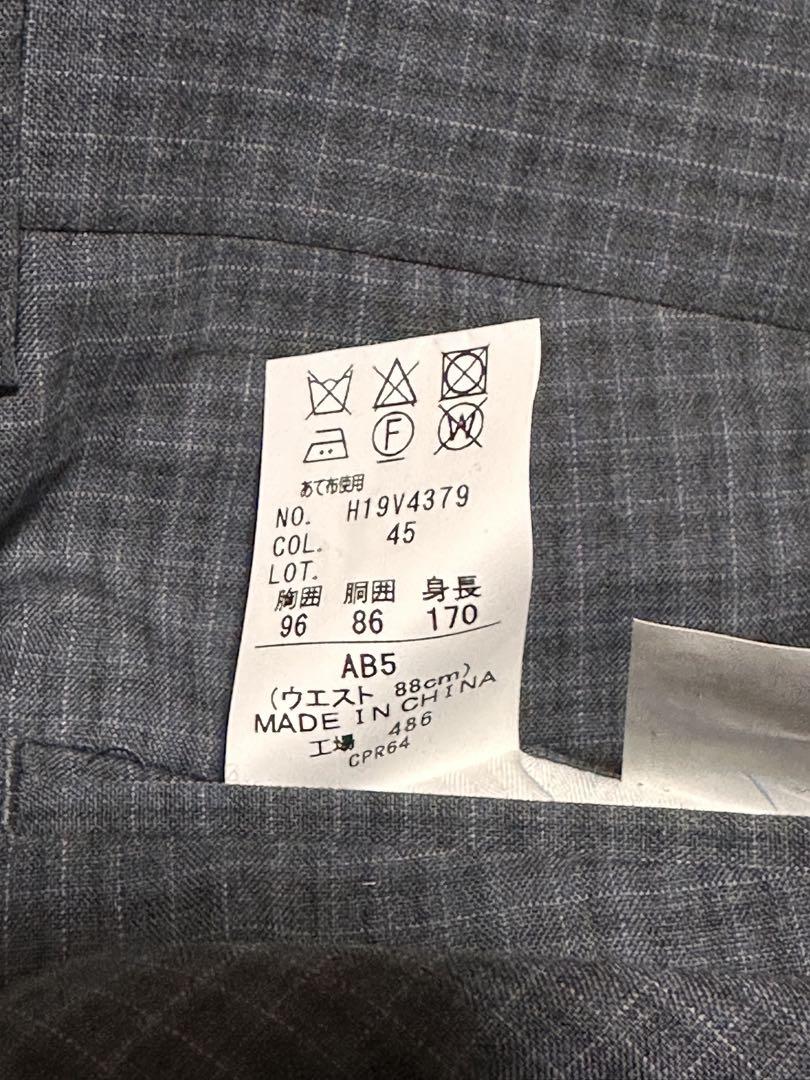 F W
あて布使用
NO. H19V4379
COL. 45
LOT.
胸囲 胴囲 身長
96 86 170
AB5
(ウエスト 88cm)
MADE IN CHINA
工場 486
CPR64